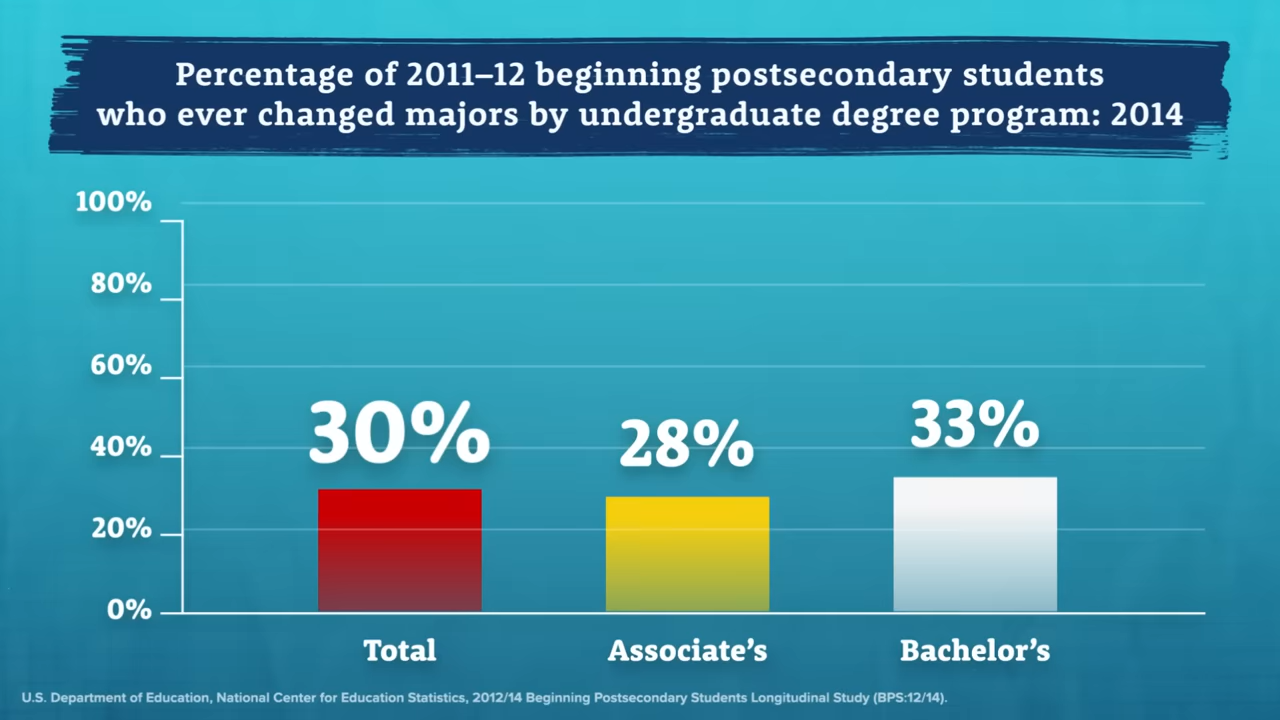 Percentage of 2011–12 beginning postsecondary students
who ever changed majors by undergraduate degree program: 2014
100%
80%
60%
40%
20%
0%
30%
28%
33%
Total
Associate’s
Bachelor’s
U.S. Department of Education, National Center for Education Statistics, 2012/14 Beginning Postsecondary Students Longitudinal Study (BPS:12/14).